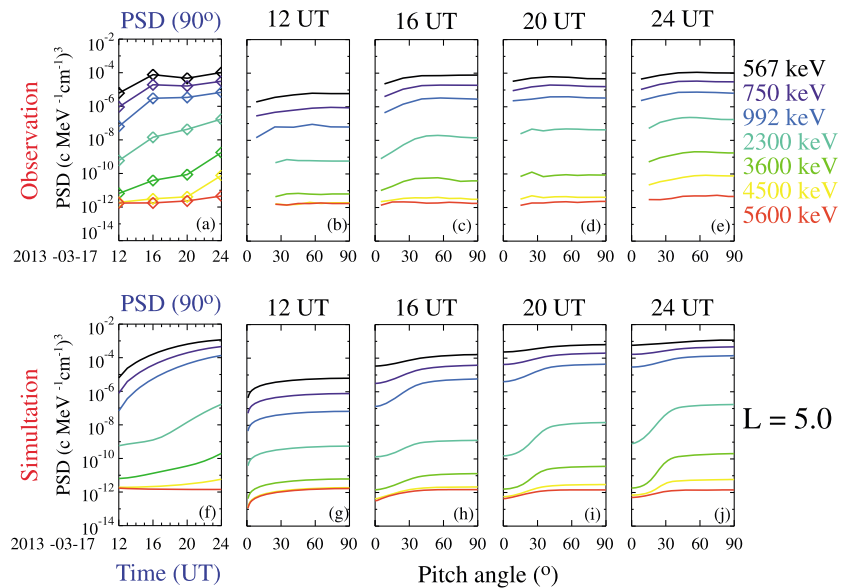 PSD (90º) 12 UT 16 UT 20 UT 24 UT
Observation
PSD (c MeV ⁻¹cm⁻¹)³
10⁻²
10⁻⁴
10⁻⁶
10⁻⁸
10⁻¹⁰
10⁻¹²
10⁻¹⁴
(a) (b) (c) (d) (e)
567 keV
750 keV
992 keV
2300 keV
3600 keV
4500 keV
5600 keV
2013 -03-17 12 16 20 24 0 30 60 90 0 30 60 90 0 30 60 90 0 30 60 90
PSD (90º) 12 UT 16 UT 20 UT 24 UT
Simultation
PSD (c MeV ⁻¹cm⁻¹)³
10⁻²
10⁻⁴
10⁻⁶
10⁻⁸
10⁻¹⁰
10⁻¹²
10⁻¹⁴
(f) (g) (h) (i) (j)
L = 5.0
2013 -03-17 12 16 20 24 0 30 60 90 0 30 60 90 0 30 60 90 0 30 60 90
Time (UT) Pitch angle (º)